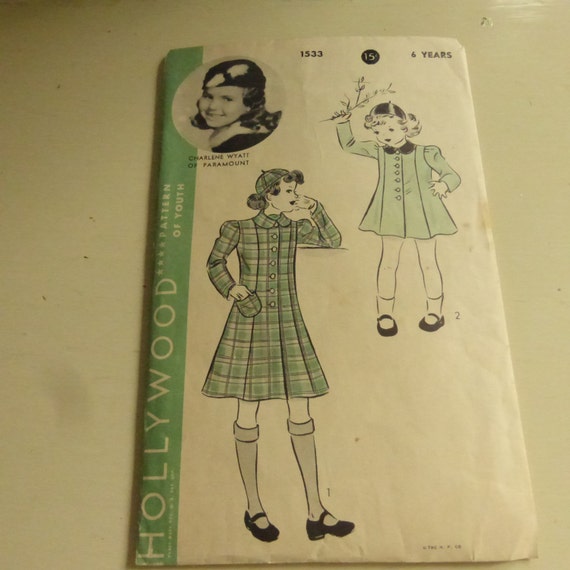 1533 15¢ 6 YEARS
CHARLENE WYATT
OF PARAMOUNT
HOLLYWOOD
PATTERN
OF YOUTH
1
2